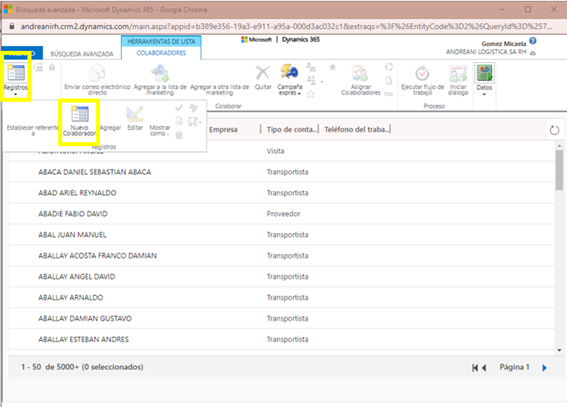 Búsqueda avanzada - Microsoft Dynamics 365 - Google Chrome
andreanirh.crm2.dynamics.com/main.aspx?appid=b389e356-19a3-e911-a95a-000d3ac032c1&extraqs=%3F%26EntityCode%3D2%26QueryId%3D%257...
HERRAMIENTAS DE LISTA
Microsoft | Dynamics 365
Gomez Micaela
ANDREANI LOGISTICA SA RH
BÚSQUEDA AVANZADA
COLABORADORES
Registros
Enviar correo electrónico directo
Agregar a la lista de marketing
Agregar a otra lista de marketing
Quitar
Campaña exprés
Asignar Colaboradores
Ejecutar flujo de trabajo
Iniciar diálogo
Datos
Colaborar
Proceso
Establecer referente a
Nuevo Colaborador
Agregar
Editar
Mostrar como
Registros
Empresa
Tipo de conta...
Teléfono del traba...
Visita
ABACA DANIEL SEBASTIAN ABACA Transportista
ABAD ARIEL REYNALDO Transportista
ABADIE FABIO DAVID Proveedor
ABAL JUAN MANUEL Transportista
ABALLAY ACOSTA FRANCO DAMIAN Transportista
ABALLAY ANGEL DAVID Transportista
ABALLAY ARNALDO Transportista
ABALLAY DAMIAN GUSTAVO Transportista
ABALLAY ESTEBAN ANDRES Transportista
1 - 50 de 5000+ (0 seleccionados)
Página 1